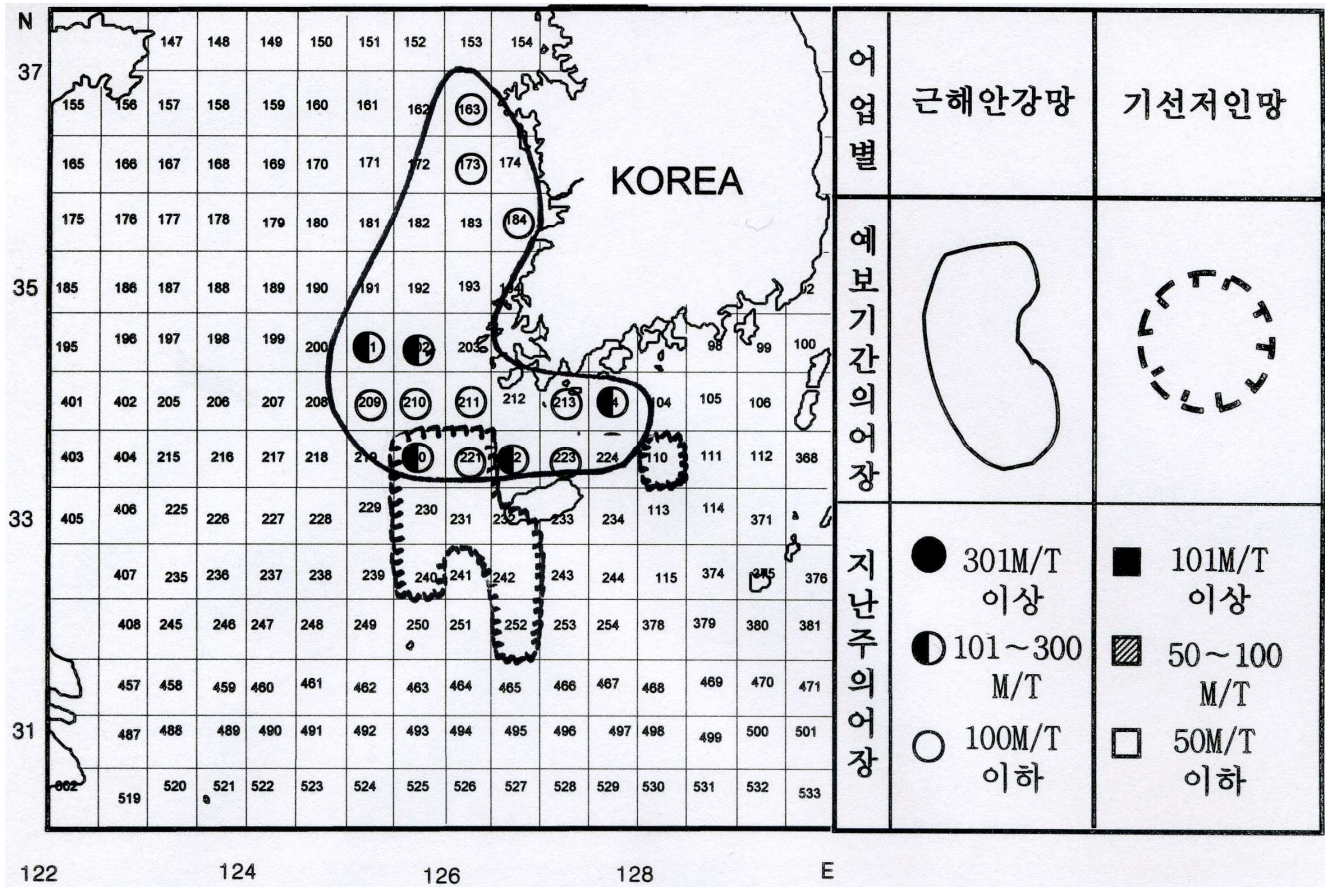 N
147 148 149 150 151 152 153 154
37
155 156 157 158 159 160 161 162 163
165 166 167 168 169 170 171 172 173 174
175 176 177 178 179 180 181 182 183 184
KOREA
35 185 186 187 188 189 190 191 192 193
195 196 197 198 199 200 203 98 99 100
401 402 205 206 207 208 209 210 211 212 213 104 105 106
403 404 215 216 217 218 219 221 223 224 110 111 112 368
33 405 406 225 226 227 228 229 230 231 232 233 234 113 114 371
407 235 236 237 238 239 240 241 242 243 244 115 374 375 376
408 245 246 247 248 249 250 251 252 253 254 378 379 380 381
457 458 459 460 461 462 463 464 465 466 467 468 469 470 471
31 487 488 489 490 491 492 493 494 495 496 497 498 499 500 501
519 520 521 522 523 524 525 526 527 528 529 530 531 532 533
122 124 126 128 E
어업별
근해안강망
기선저인망
예보기간의어장
지난주의어장
301M/T
이상
101~300
M/T
100M/T
이하
101M/T
이상
50~100
M/T
50M/T
이하